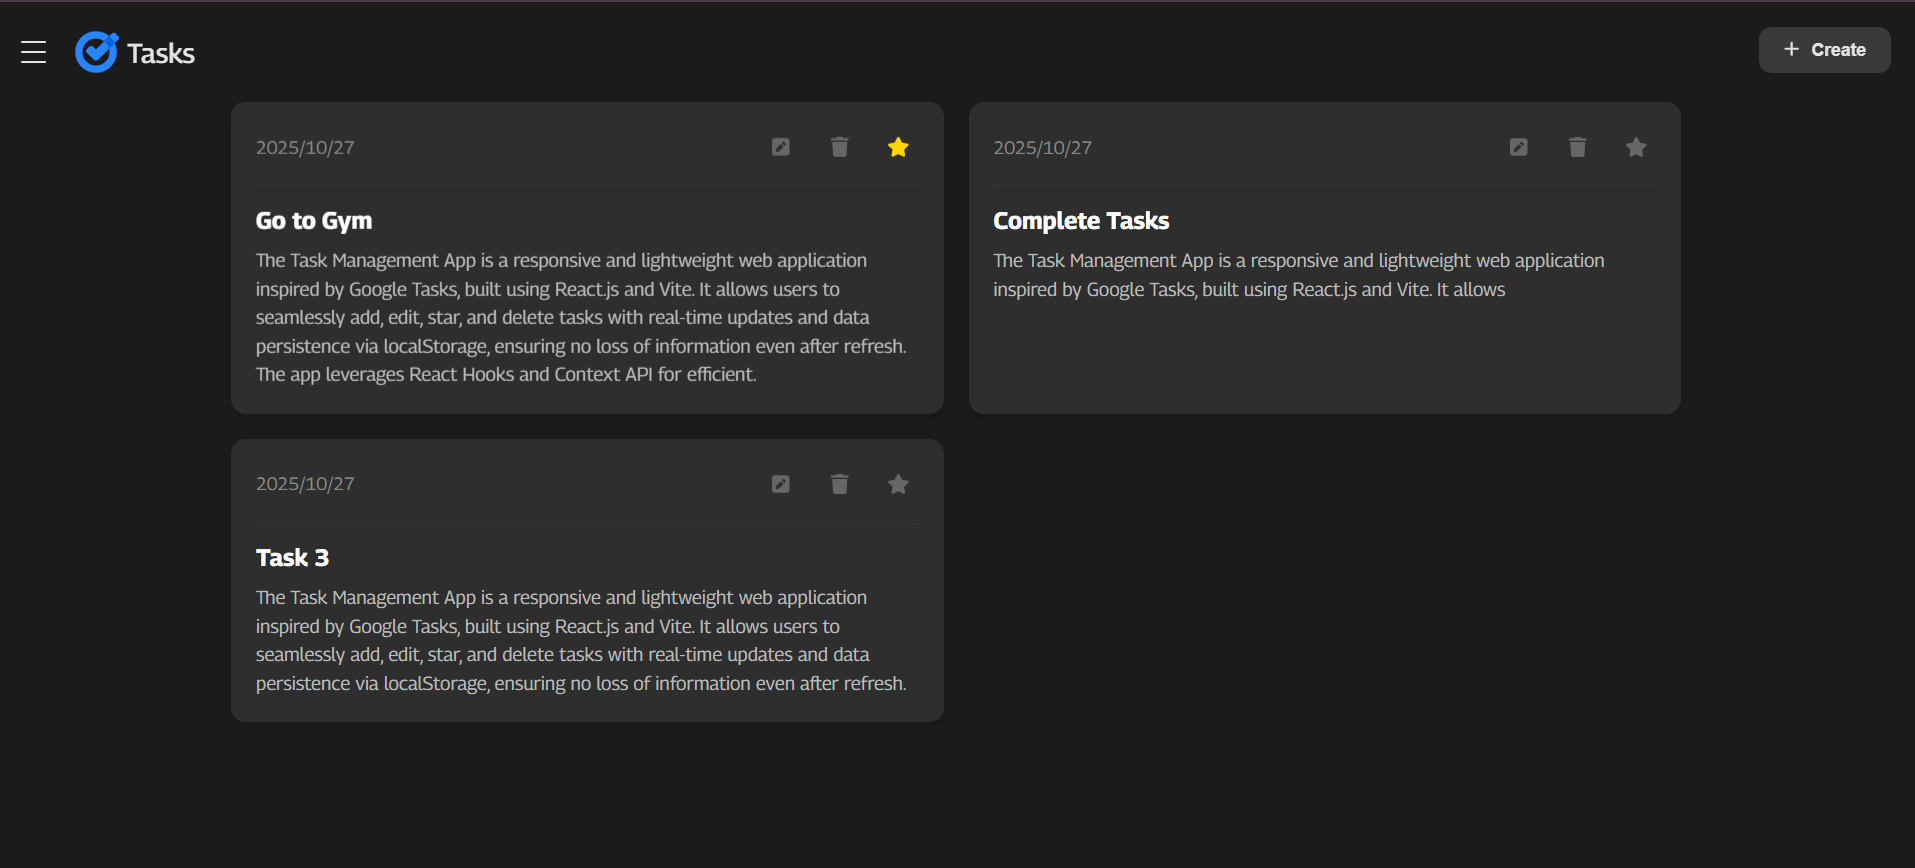 Tasks
+ Create
2025/10/27
Go to Gym
The Task Management App is a responsive and lightweight web application
inspired by Google Tasks, built using React.js and Vite. It allows users to
seamlessly add, edit, star, and delete tasks with real-time updates and data
persistence via localStorage, ensuring no loss of information even after refresh.
The app leverages React Hooks and Context API for efficient.
2025/10/27
Complete Tasks
The Task Management App is a responsive and lightweight web application
inspired by Google Tasks, built using React.js and Vite. It allows
2025/10/27
Task 3
The Task Management App is a responsive and lightweight web application
inspired by Google Tasks, built using React.js and Vite. It allows users to
seamlessly add, edit, star, and delete tasks with real-time updates and data
persistence via localStorage, ensuring no loss of information even after refresh.